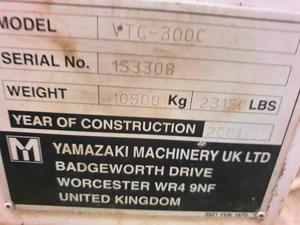 MODEL VTC-300C
SERIAL No. 153308
WEIGHT 10500 Kg 23150 LBS
YEAR OF CONSTRUCTION 2001
YAMAZAKI MACHINERY UK LTD
BADGEWORTH DRIVE
WORCESTER WR4 9NF
UNITED KINGDOM